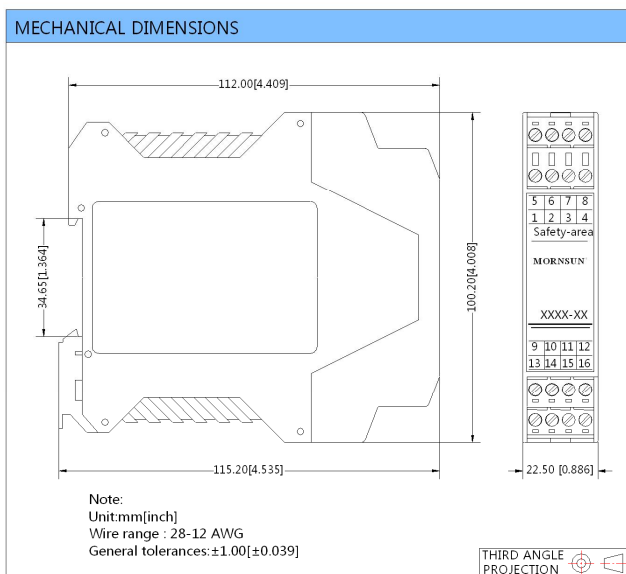 MECHANICAL DIMENSIONS
112.00[4.409]
5 6 7 8
1 2 3 4
Safety-area
MORNSUN
34.65[1.364]
100.20[4.008]
XXXX-XX
9 10 11 12
13 14 15 16
115.20[4.535]
22.50 [0.886]
Note:
Unit:mm[inch]
Wire range : 28-12 AWG
General tolerances:±1.00[±0.039]
THIRD ANGLE
PROJECTION